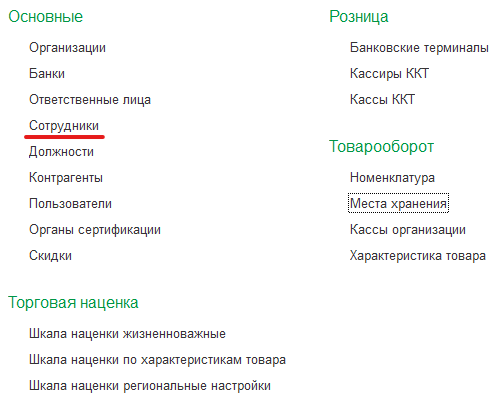 Основные
Организации
Банки
Ответственные лица
Сотрудники
Должности
Контрагенты
Пользователи
Органы сертификации
Скидки
Торговая наценка
Шкала наценки жизненноважные
Шкала наценки по характеристикам товара
Шкала наценки региональные настройки
Розница
Банковские терминалы
Кассиры ККТ
Кассы ККТ
Товарооборот
Номенклатура
Места хранения
Кассы организации
Характеристика товара